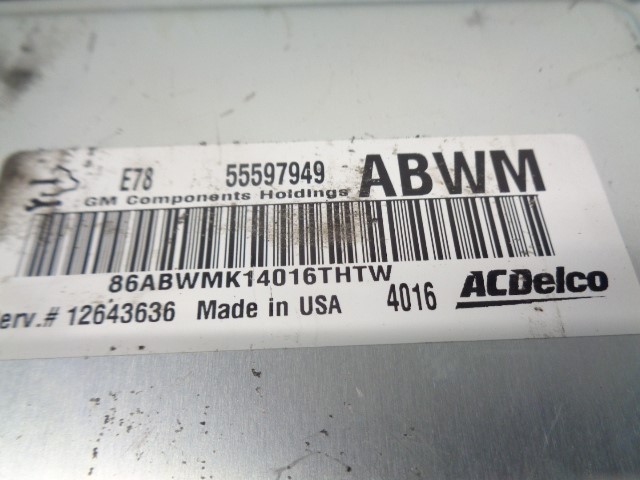 E78 55597949 ABWM
GM Components Holdings
86ABWMK14016THTW
erv.# 12643636 Made in USA 4016 ACDelco